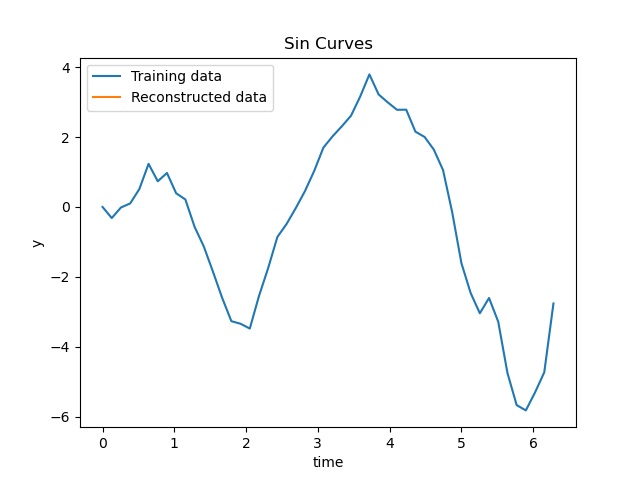 Sin Curves
Training data
Reconstructed data
4
2
0
−2
−4
−6
y
0 1 2 3 4 5 6
time